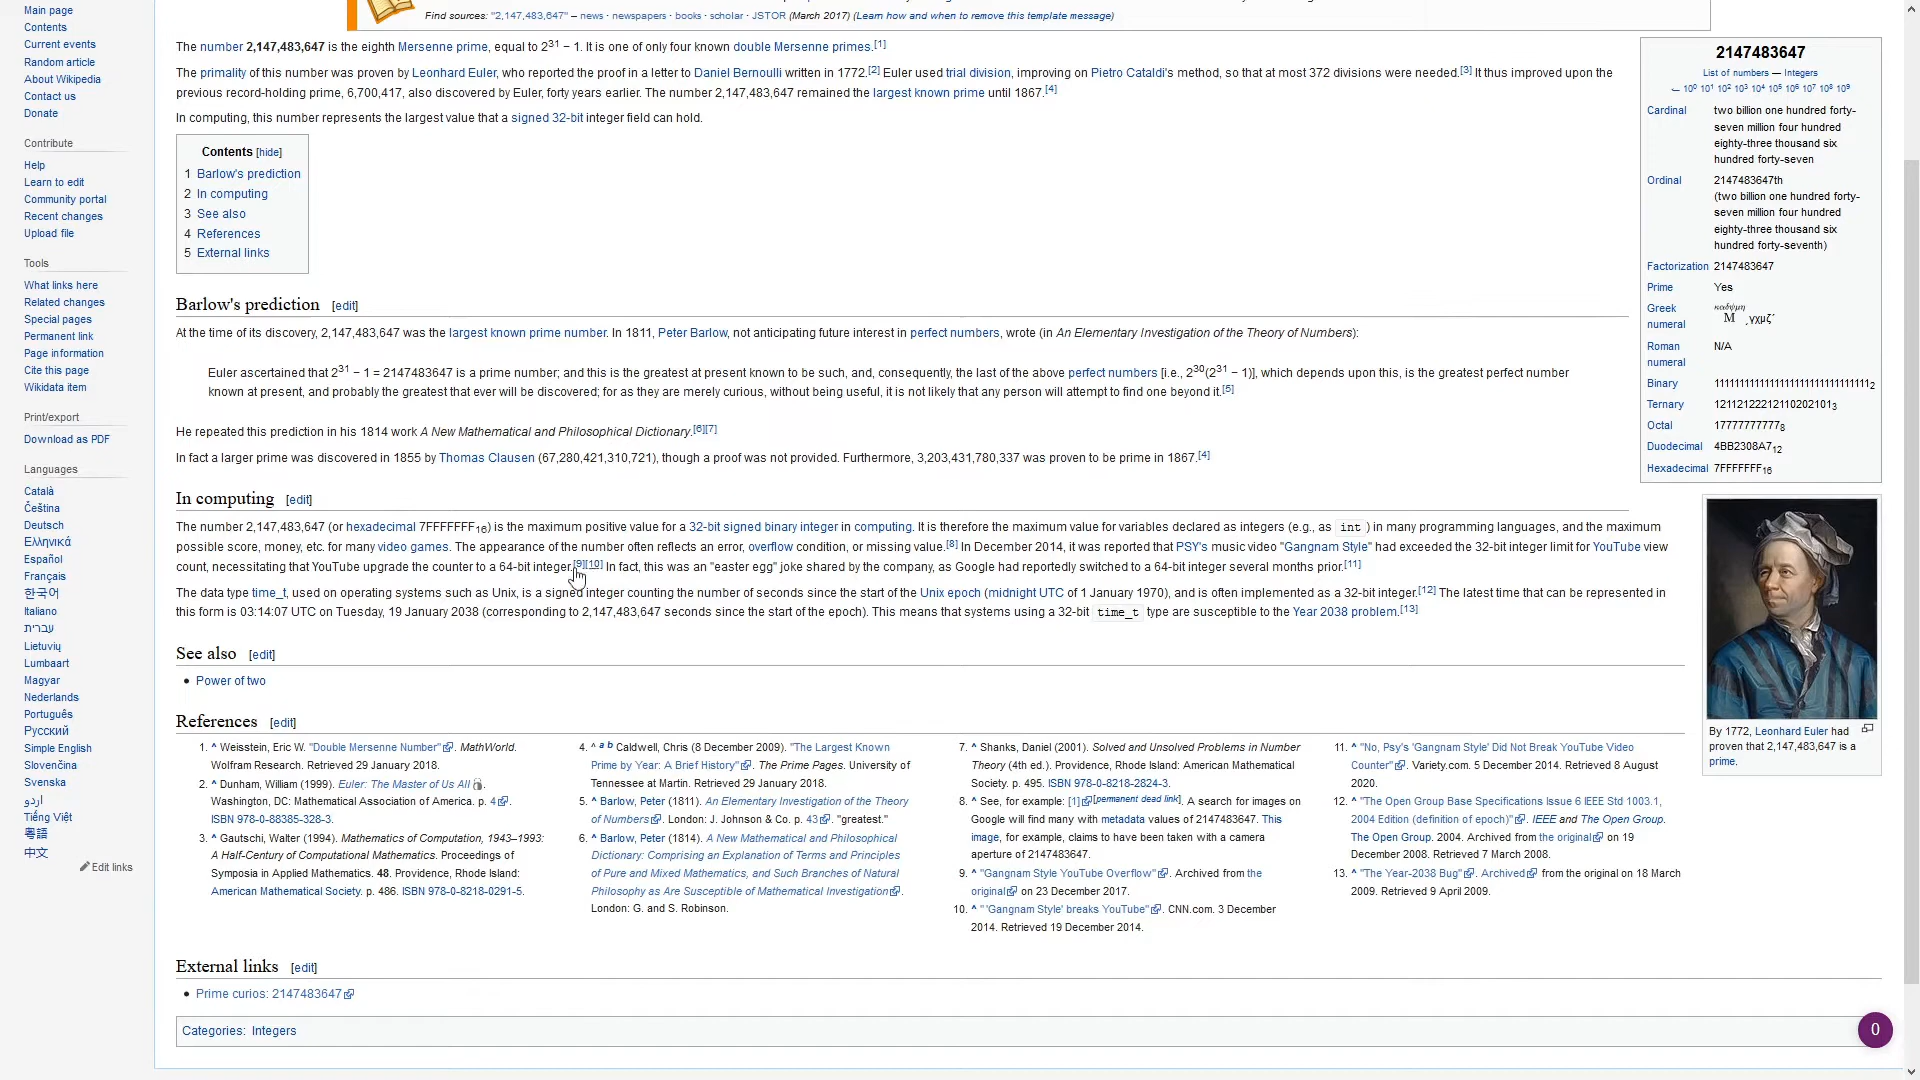 Main page
Contents
Current events
Random article
About Wikipedia
Contact us
Donate
Contribute
Help
Learn to edit
Community portal
Recent changes
Upload file
Tools
What links here
Related changes
Special pages
Permanent link
Page information
Cite this page
Wikidata item
Print/export
Download as PDF
Languages
Català
Čeština
Deutsch
Ελληνικά
Español
Français
한국어
Italiano
עברית
Lietuvių
Lumbaart
Magyar
Nederlands
Português
Русский
Simple English
Slovenčina
Svenska
اردو
Tiếng Việt
粵語
中文
Edit links
Find sources: "2,147,483,647" – news · newspapers · books · scholar · JSTOR (March 2017) (Learn how and when to remove this template message)
The number 2,147,483,647 is the eighth Mersenne prime, equal to 2³¹ − 1. It is one of only four known double Mersenne primes.[1]
The primality of this number was proven by Leonhard Euler, who reported the proof in a letter to Daniel Bernoulli written in 1772.[2] Euler used trial division, improving on Pietro Cataldi's method, so that at most 372 divisions were needed.[3] It thus improved upon the
previous record-holding prime, 6,700,417, also discovered by Euler, forty years earlier. The number 2,147,483,647 remained the largest known prime until 1867.[4]
In computing, this number represents the largest value that a signed 32-bit integer field can hold.
Contents [hide]
1 Barlow's prediction
2 In computing
3 See also
4 References
5 External links
Barlow's prediction [edit]
At the time of its discovery, 2,147,483,647 was the largest known prime number. In 1811, Peter Barlow, not anticipating future interest in perfect numbers, wrote (in An Elementary Investigation of the Theory of Numbers):
Euler ascertained that 2³¹ − 1 = 2147483647 is a prime number; and this is the greatest at present known to be such, and, consequently, the last of the above perfect numbers [i.e., 2³⁰(2³¹ − 1)], which depends upon this, is the greatest perfect number
known at present, and probably the greatest that ever will be discovered; for as they are merely curious, without being useful, it is not likely that any person will attempt to find one beyond it.[5]
He repeated this prediction in his 1814 work A New Mathematical and Philosophical Dictionary.[6][7]
In fact a larger prime was discovered in 1855 by Thomas Clausen (67,280,421,310,721), though a proof was not provided. Furthermore, 3,203,431,780,337 was proven to be prime in 1867.[4]
In computing [edit]
The number 2,147,483,647 (or hexadecimal 7FFFFFFF₁₆) is the maximum positive value for a 32-bit signed binary integer in computing. It is therefore the maximum value for variables declared as integers (e.g., as int ) in many programming languages, and the maximum
possible score, money, etc. for many video games. The appearance of the number often reflects an error, overflow condition, or missing value.[8] In December 2014, it was reported that PSY's music video "Gangnam Style" had exceeded the 32-bit integer limit for YouTube view
count, necessitating that YouTube upgrade the counter to a 64-bit integer.[9][10] In fact, this was an "easter egg" joke shared by the company, as Google had reportedly switched to a 64-bit integer several months prior.[11]
The data type time_t, used on operating systems such as Unix, is a signed integer counting the number of seconds since the start of the Unix epoch (midnight UTC of 1 January 1970), and is often implemented as a 32-bit integer.[12] The latest time that can be represented in
this form is 03:14:07 UTC on Tuesday, 19 January 2038 (corresponding to 2,147,483,647 seconds since the start of the epoch). This means that systems using a 32-bit time_t type are susceptible to the Year 2038 problem.[13]
See also [edit]
• Power of two
References [edit]
1. ^ Weisstein, Eric W. "Double Mersenne Number". MathWorld.
Wolfram Research. Retrieved 29 January 2018.
2. ^ Dunham, William (1999). Euler: The Master of Us All.
Washington, DC: Mathematical Association of America. p. 4.
ISBN 978-0-88385-328-3.
3. ^ Gautschi, Walter (1994). Mathematics of Computation, 1943–1993:
A Half-Century of Computational Mathematics. Proceedings of
Symposia in Applied Mathematics. 48. Providence, Rhode Island:
American Mathematical Society. p. 486. ISBN 978-0-8218-0291-5.
4. ^ a b Caldwell, Chris (8 December 2009). "The Largest Known
Prime by Year: A Brief History". The Prime Pages. University of
Tennessee at Martin. Retrieved 29 January 2018.
5. ^ Barlow, Peter (1811). An Elementary Investigation of the Theory
of Numbers. London: J. Johnson & Co. p. 43. "greatest."
6. ^ Barlow, Peter (1814). A New Mathematical and Philosophical
Dictionary: Comprising an Explanation of Terms and Principles
of Pure and Mixed Mathematics, and Such Branches of Natural
Philosophy as Are Susceptible of Mathematical Investigation.
London: G. and S. Robinson.
7. ^ Shanks, Daniel (2001). Solved and Unsolved Problems in Number
Theory (4th ed.). Providence, Rhode Island: American Mathematical
Society. p. 495. ISBN 978-0-8218-2824-3.
8. ^ See, for example: [1][permanent dead link]. A search for images on
Google will find many with metadata values of 2147483647. This
image, for example, claims to have been taken with a camera
aperture of 2147483647.
9. ^ "Gangnam Style YouTube Overflow". Archived from the
original on 23 December 2017.
10. ^ "'Gangnam Style' breaks YouTube". CNN.com. 3 December
2014. Retrieved 19 December 2014.
11. ^ "No, Psy's 'Gangnam Style' Did Not Break YouTube Video
Counter". Variety.com. 5 December 2014. Retrieved 8 August
2020.
12. ^ "The Open Group Base Specifications Issue 6 IEEE Std 1003.1,
2004 Edition (definition of epoch)". IEEE and The Open Group.
The Open Group. 2004. Archived from the original on 19
December 2008. Retrieved 7 March 2008.
13. ^ "The Year-2038 Bug". Archived from the original on 18 March
2009. Retrieved 9 April 2009.
External links [edit]
• Prime curios: 2147483647
Categories: Integers
2147483647
List of numbers — Integers
← 10⁰ 10¹ 10² 10³ 10⁴ 10⁵ 10⁶ 10⁷ 10⁸ 10⁹
Cardinal two billion one hundred forty-
seven million four hundred
eighty-three thousand six
hundred forty-seven
Ordinal 2147483647th
(two billion one hundred forty-
seven million four hundred
eighty-three thousand six
hundred forty-seventh)
Factorization 2147483647
Prime Yes
Greek
numeral
Μ ͵γχμζ´
Roman
numeral
N/A
Binary 1111111111111111111111111111111₂
Ternary 12112122212110202101₃
Octal 17777777777₈
Duodecimal 4BB2308A7₁₂
Hexadecimal 7FFFFFFF₁₆
By 1772, Leonhard Euler had
proven that 2,147,483,647 is a
prime.
0